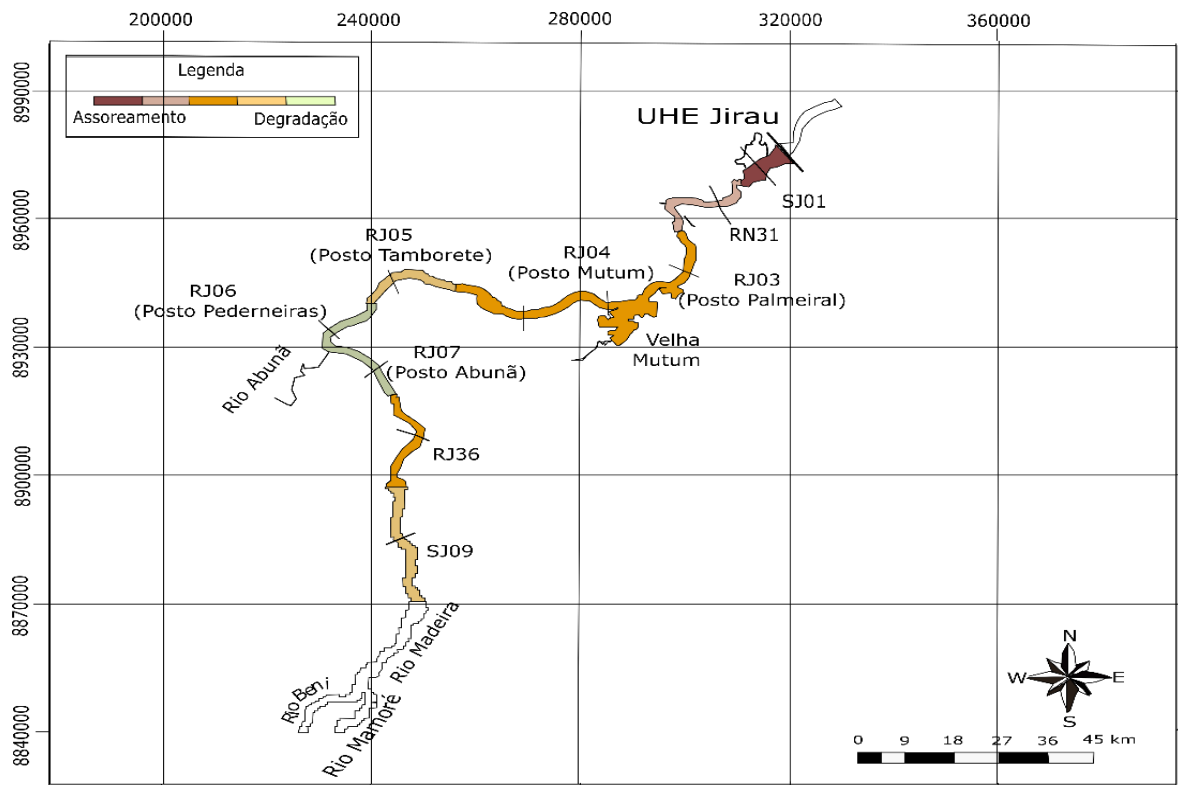 200000
240000
280000
320000
360000
8990000
8960000
8930000
8900000
8870000
8840000
Legenda
Assoreamento
Degradação
UHE Jirau
SJ01
RN31
RJ05
(Posto Tamborete)
RJ04
(Posto Mutum)
RJ03
(Posto Palmeiral)
RJ06
(Posto Pederneiras)
Velha
Mutum
RJ07
(Posto Abunã)
Rio Abunã
RJ36
SJ09
Rio Madeira
Rio Beni
Rio Mamoré
N
W
E
S
0
9
18
27
36
45 km